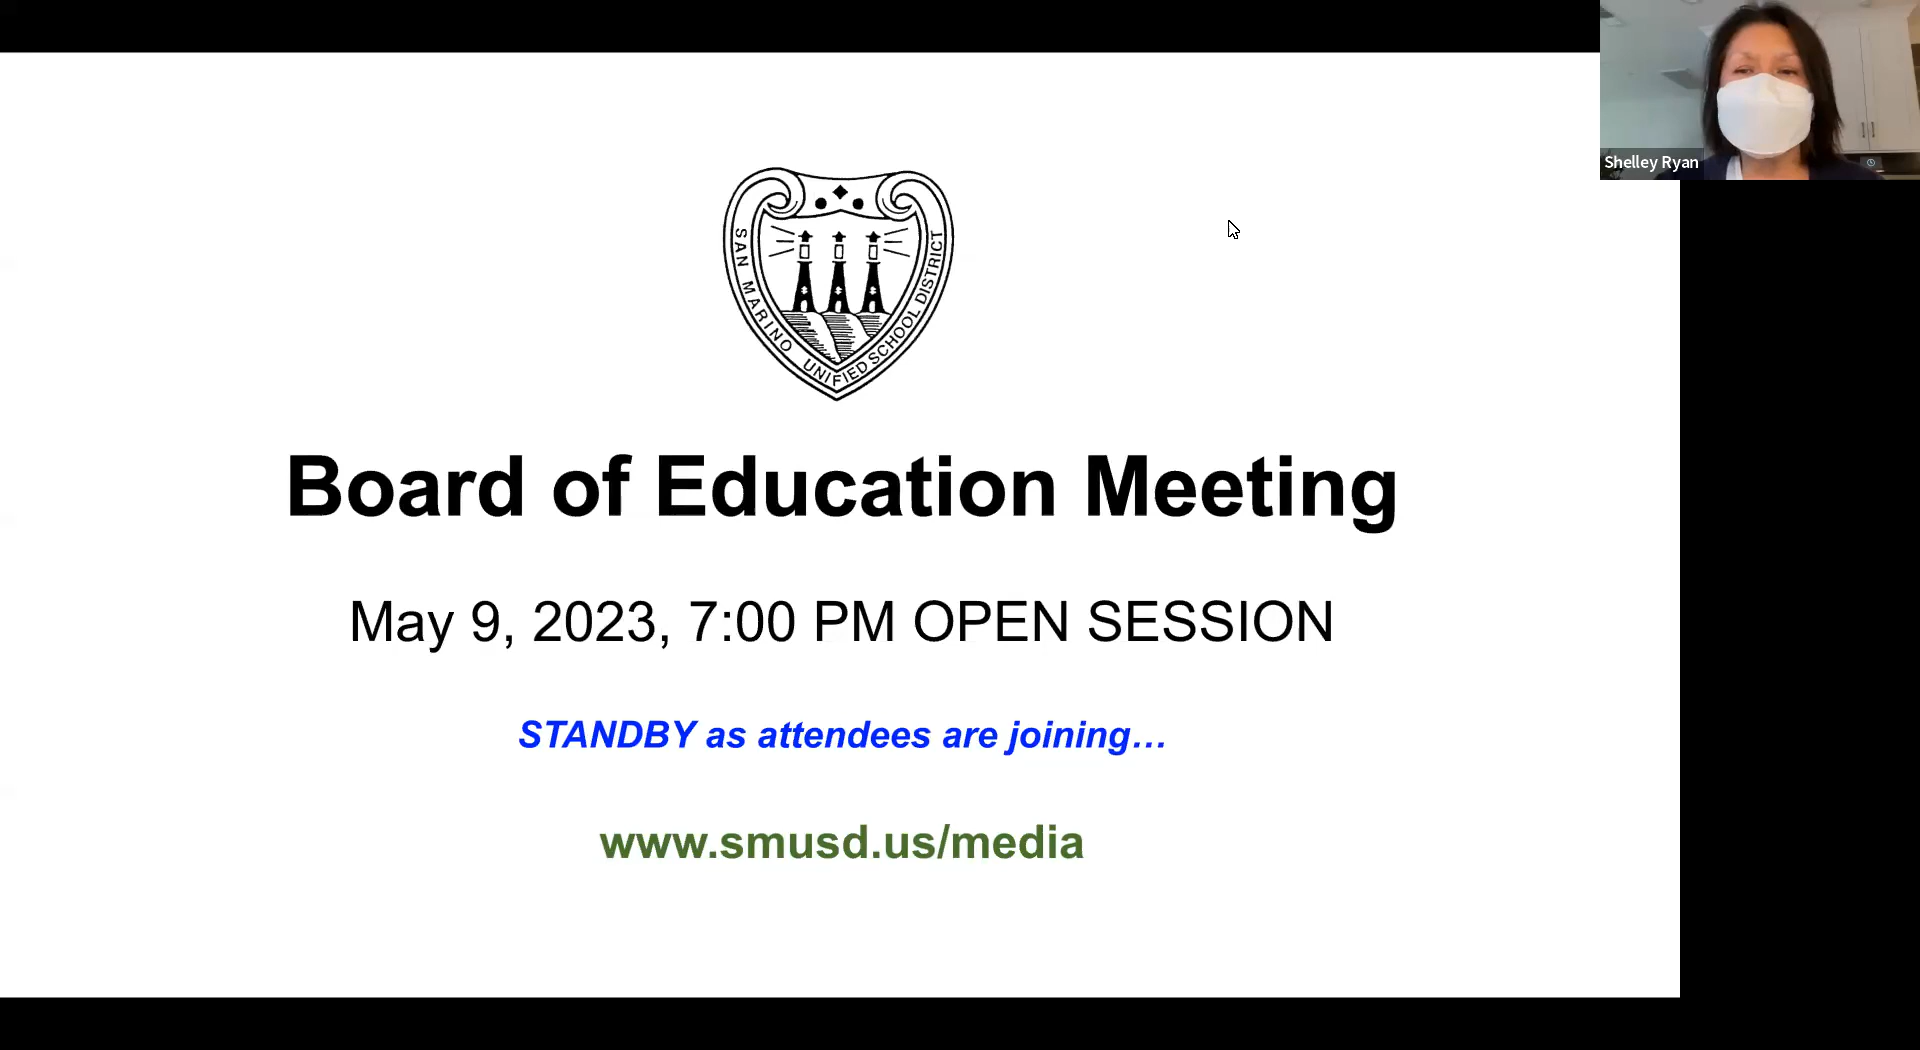 SAN MARINO UNIFIED SCHOOL DISTRICT
Board of Education Meeting
May 9, 2023, 7:00 PM OPEN SESSION
STANDBY as attendees are joining…
www.smusd.us/media
Shelley Ryan